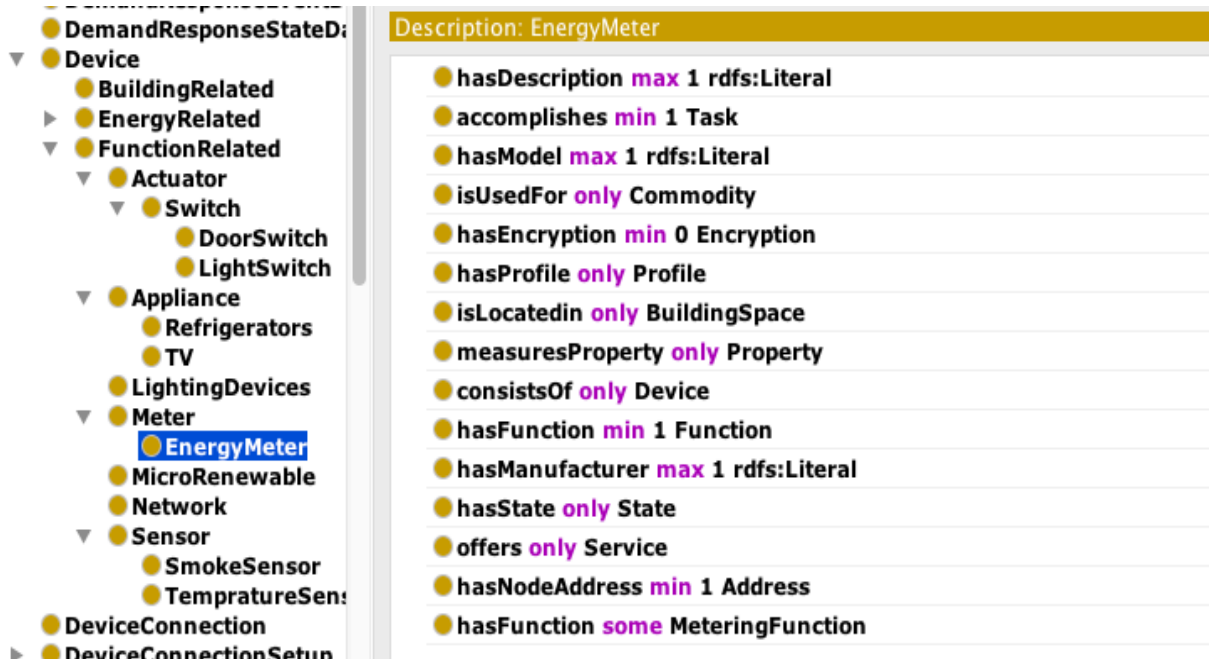 DemandResponseStateDa
Device
BuildingRelated
EnergyRelated
FunctionRelated
Actuator
Switch
DoorSwitch
LightSwitch
Appliance
Refrigerators
TV
LightingDevices
Meter
EnergyMeter
MicroRenewable
Network
Sensor
SmokeSensor
TempratureSens
DeviceConnection
DeviceConnectionSetup
Description: EnergyMeter
hasDescription max 1 rdfs:Literal
accomplishes min 1 Task
hasModel max 1 rdfs:Literal
isUsedFor only Commodity
hasEncryption min 0 Encryption
hasProfile only Profile
isLocatedin only BuildingSpace
measuresProperty only Property
consistsOf only Device
hasFunction min 1 Function
hasManufacturer max 1 rdfs:Literal
hasState only State
offers only Service
hasNodeAddress min 1 Address
hasFunction some MeteringFunction